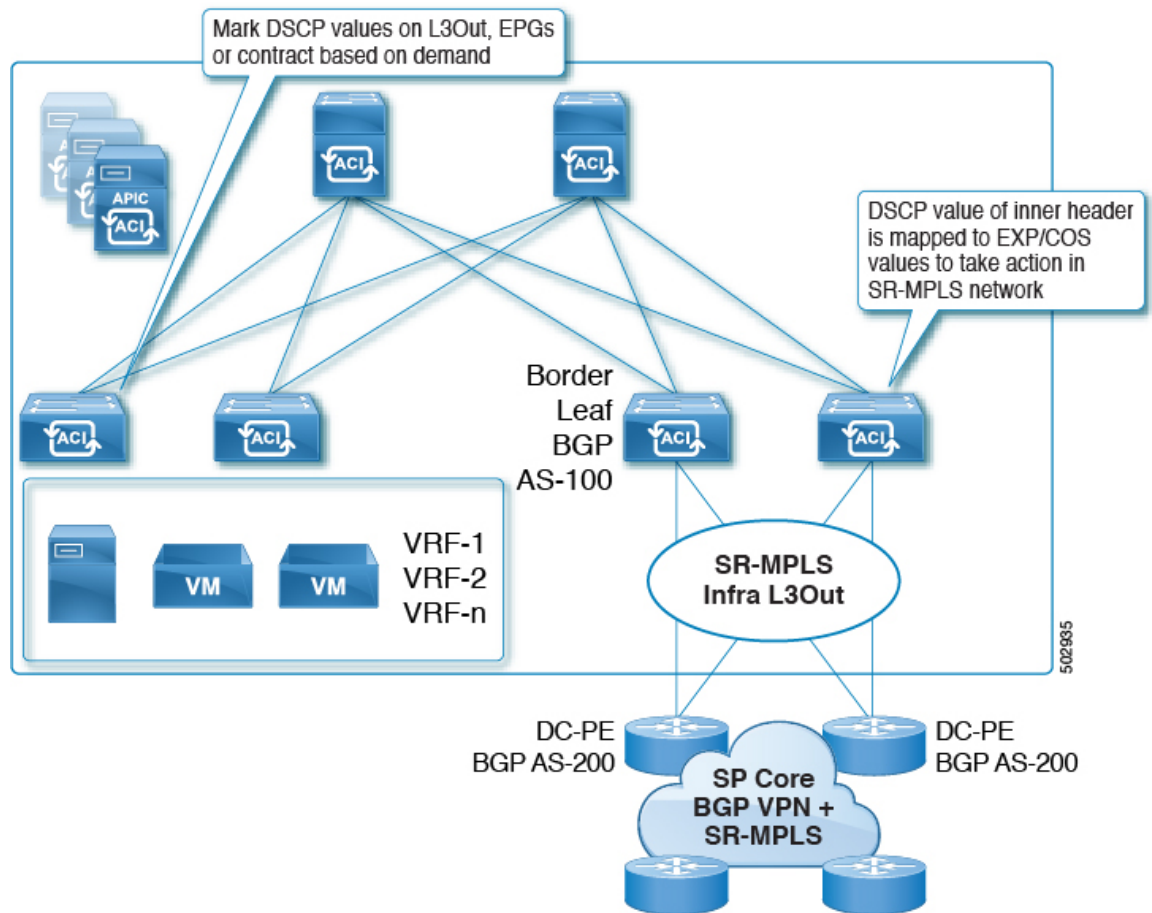 Mark DSCP values on L3Out, EPGs
or contract based on demand
ACI
ACI
APIC
ACI
DSCP value of inner header
is mapped to EXP/COS
values to take action in
SR-MPLS network
Border
Leaf
BGP
AS-100
ACI
ACI
ACI
ACI
VM
VM
VRF-1
VRF-2
VRF-n
SR-MPLS
Infra L3Out
502935
DC-PE
BGP AS-200
DC-PE
BGP AS-200
SP Core
BGP VPN +
SR-MPLS